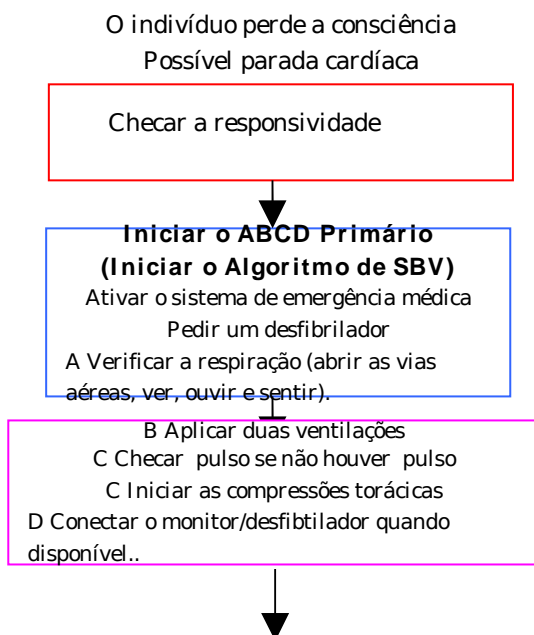 O indivíduo perde a consciência
Possível parada cardíaca
Checar a responsividade
Iniciar o ABCD Primário
(Iniciar o Algoritmo de SBV)
Ativar o sistema de emergência médica
Pedir um desfibrilador
A Verificar a respiração (abrir as vias
aéreas, ver, ouvir e sentir).
B Aplicar duas ventilações
C Checar pulso se não houver pulso
C Iniciar as compressões torácicas
D Conectar o monitor/desfibtilador quando
disponível..